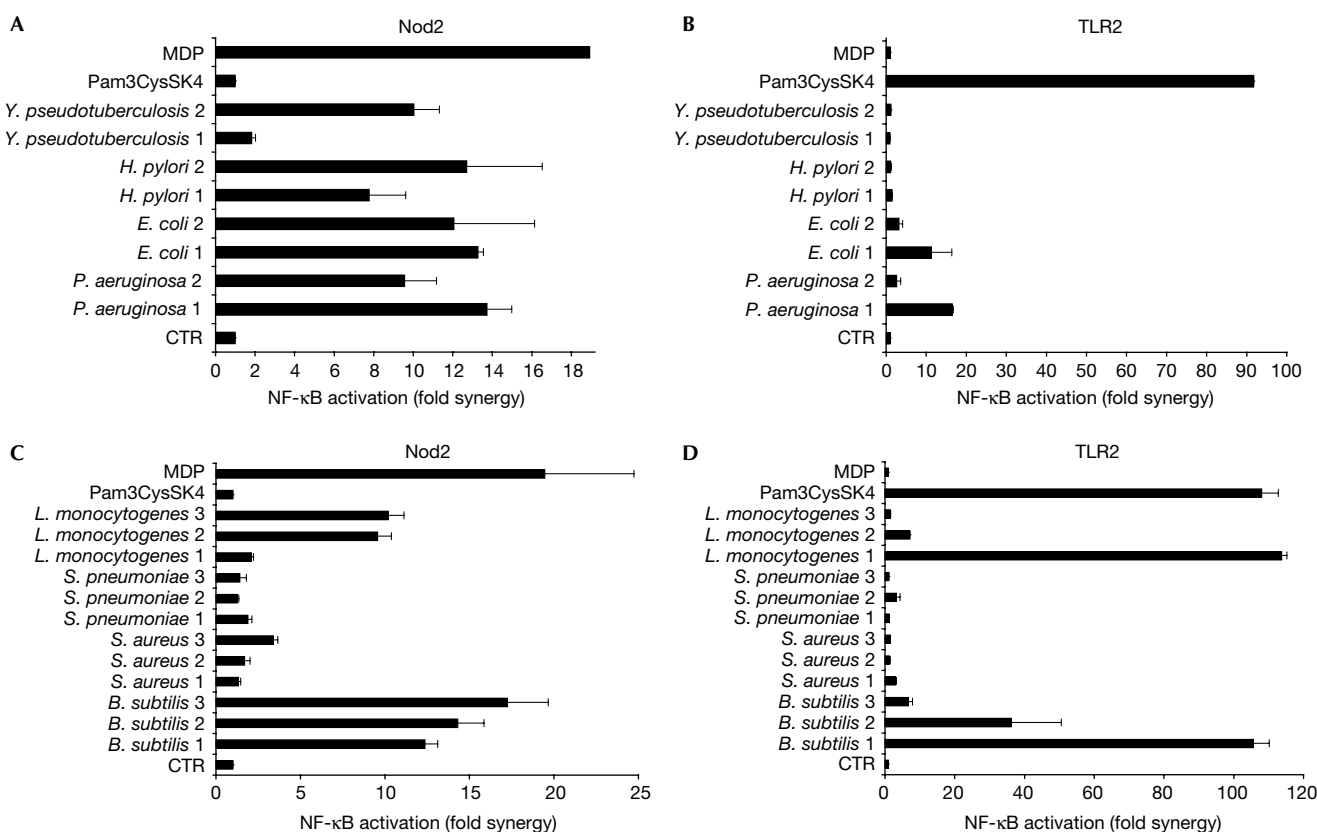 A
Nod2
MDP
Pam3CysSK4
Y. pseudotuberculosis 2
Y. pseudotuberculosis 1
H. pylori 2
H. pylori 1
E. coli 2
E. coli 1
P. aeruginosa 2
P. aeruginosa 1
CTR
0 2 4 6 8 10 12 14 16 18
NF-κB activation (fold synergy)
B
TLR2
MDP
Pam3CysSK4
Y. pseudotuberculosis 2
Y. pseudotuberculosis 1
H. pylori 2
H. pylori 1
E. coli 2
E. coli 1
P. aeruginosa 2
P. aeruginosa 1
CTR
0 10 20 30 40 50 60 70 80 90 100
NF-κB activation (fold synergy)
C
Nod2
MDP
Pam3CysSK4
L. monocytogenes 3
L. monocytogenes 2
L. monocytogenes 1
S. pneumoniae 3
S. pneumoniae 2
S. pneumoniae 1
S. aureus 3
S. aureus 2
S. aureus 1
B. subtilis 3
B. subtilis 2
B. subtilis 1
CTR
0 5 10 15 20 25
NF-κB activation (fold synergy)
D
TLR2
MDP
Pam3CysSK4
L. monocytogenes 3
L. monocytogenes 2
L. monocytogenes 1
S. pneumoniae 3
S. pneumoniae 2
S. pneumoniae 1
S. aureus 3
S. aureus 2
S. aureus 1
B. subtilis 3
B. subtilis 2
B. subtilis 1
CTR
0 20 40 60 80 100 120
NF-κB activation (fold synergy)